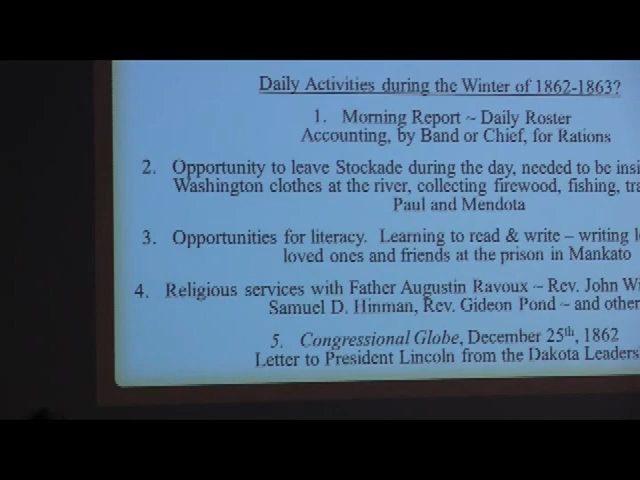 Daily Activities during the Winter of 1862-1863?
1. Morning Report ~ Daily Roster
Accounting, by Band or Chief, for Rations
2. Opportunity to leave Stockade during the day, needed to be
Washington clothes at the river, collecting firewood, fishing,
Paul and Mendota
3. Opportunities for literacy. Learning to read & write – writing
loved ones and friends at the prison in Mankato
4. Religious services with Father Augustin Ravoux ~ Rev. John
Samuel D. Hinman, Rev. Gideon Pond ~ and other
5. Congressional Globe, December 25th, 1862
Letter to President Lincoln from the Dakota Leaders